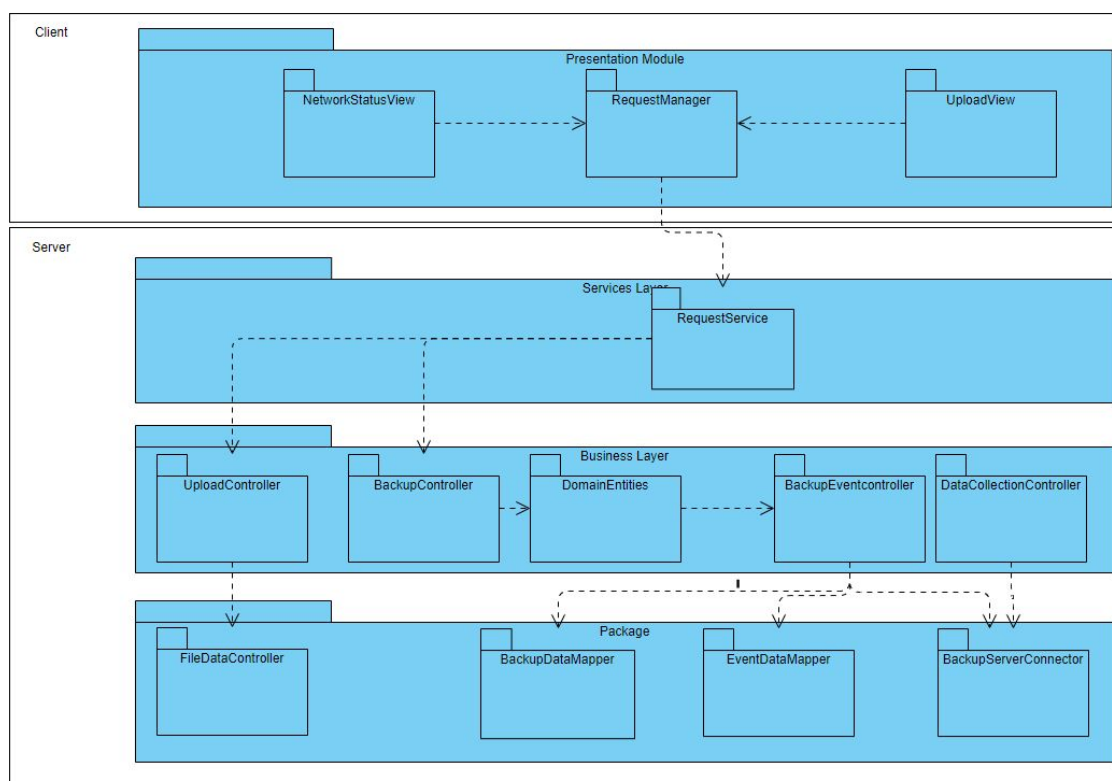 Client
Presentation Module
NetworkStatusView
RequestManager
UploadView
Server
Services Layer
RequestService
Business Layer
UploadController
BackupController
DomainEntities
BackupEventcontroller
DataCollectionController
Package
FileDataController
BackupDataMapper
EventDataMapper
BackupServerConnector